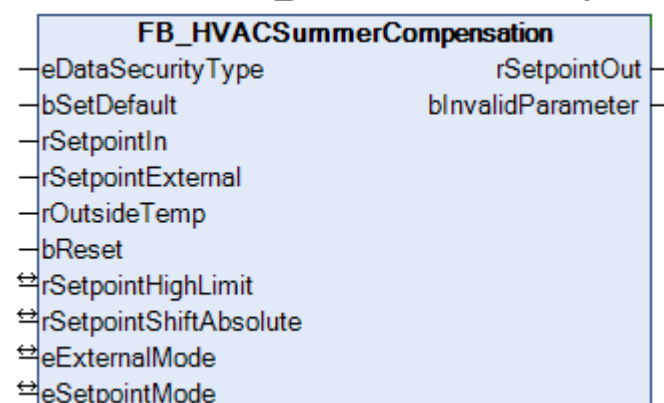 FB_HVACSummerCompensation
eDataSecurityType rSetpointOut
bSetDefault bInvalidParameter
rSetpointIn
rSetpointExternal
rOutsideTemp
bReset
rSetpointHighLimit
rSetpointShiftAbsolute
eExternalMode
eSetpointMode